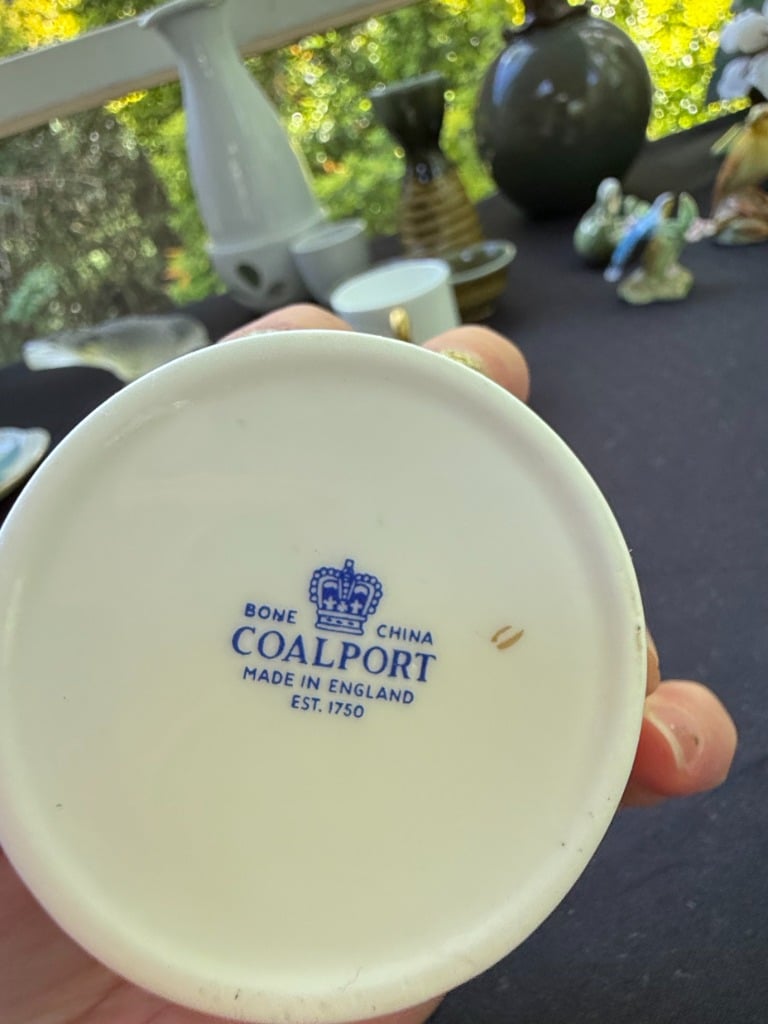 BONE CHINA
COALPORT
MADE IN ENGLAND
EST. 1750